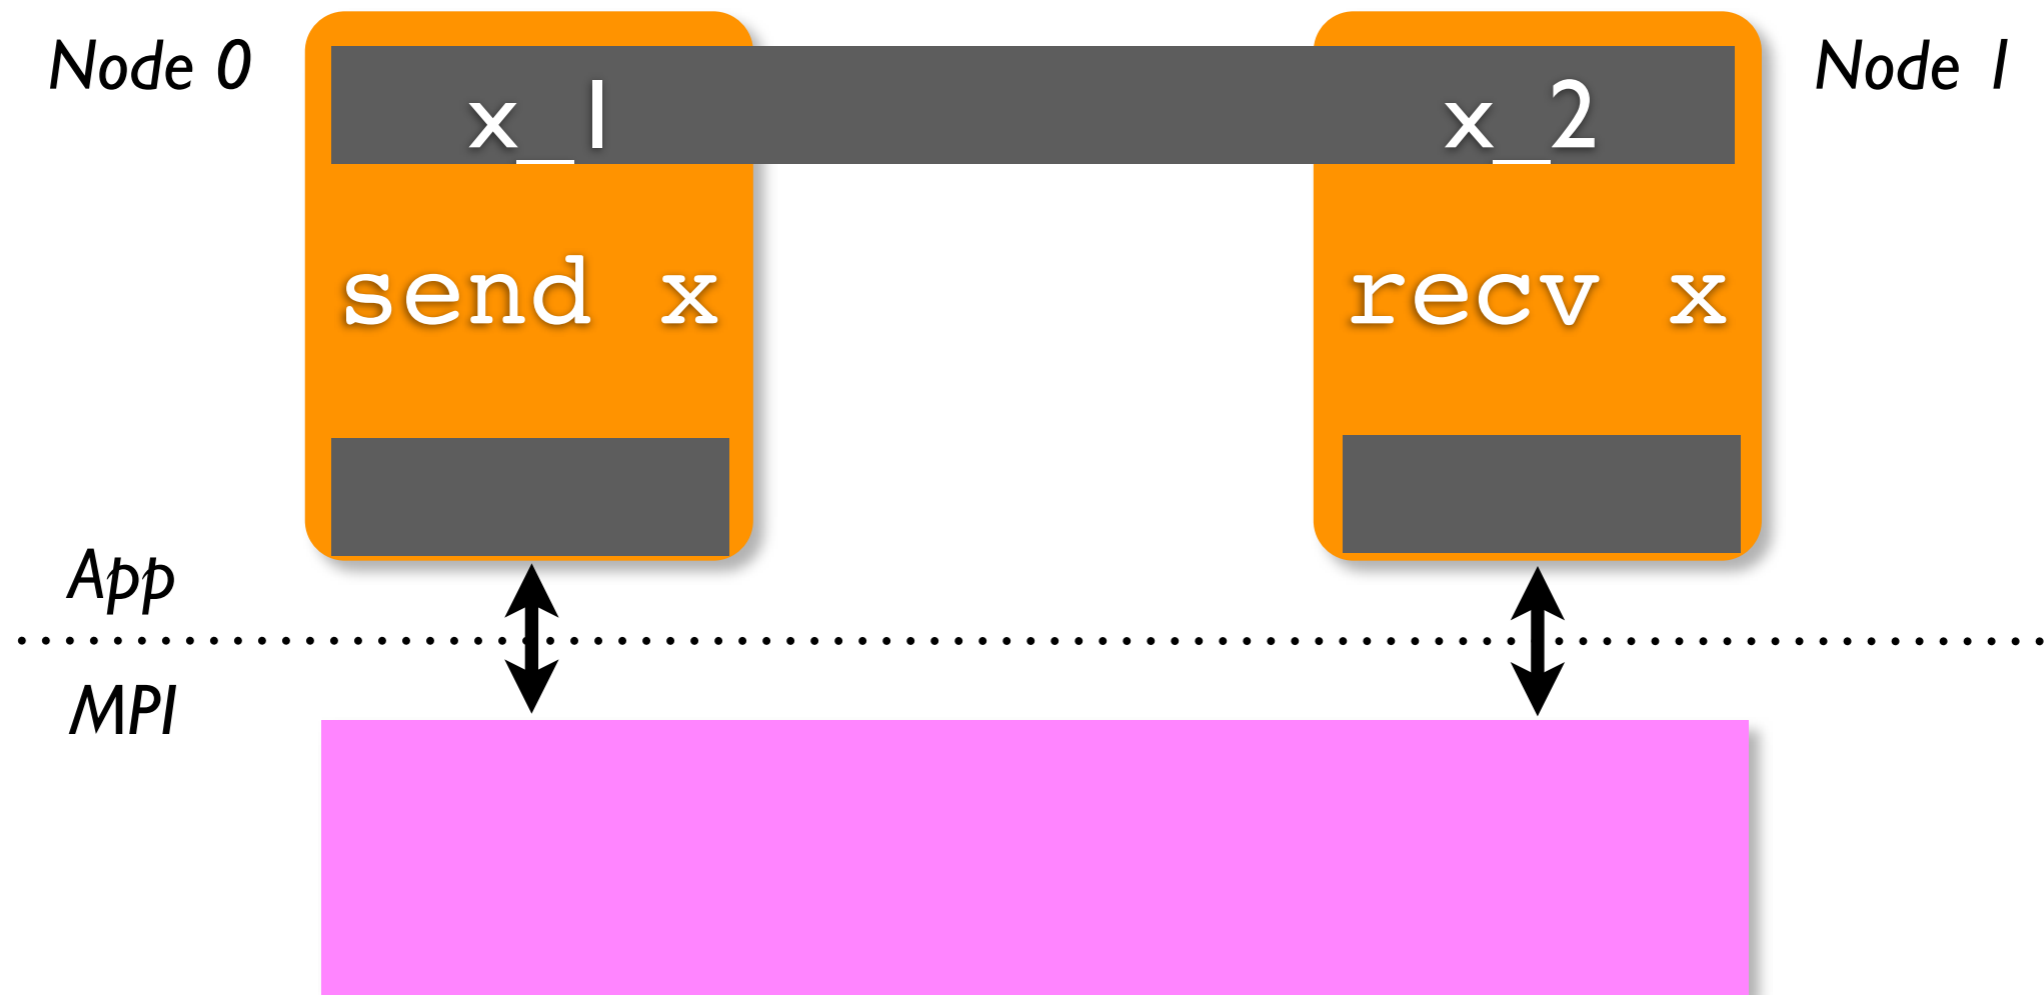 Node 0
x_1
x_2
Node 1
send x
recv x
App
MPI